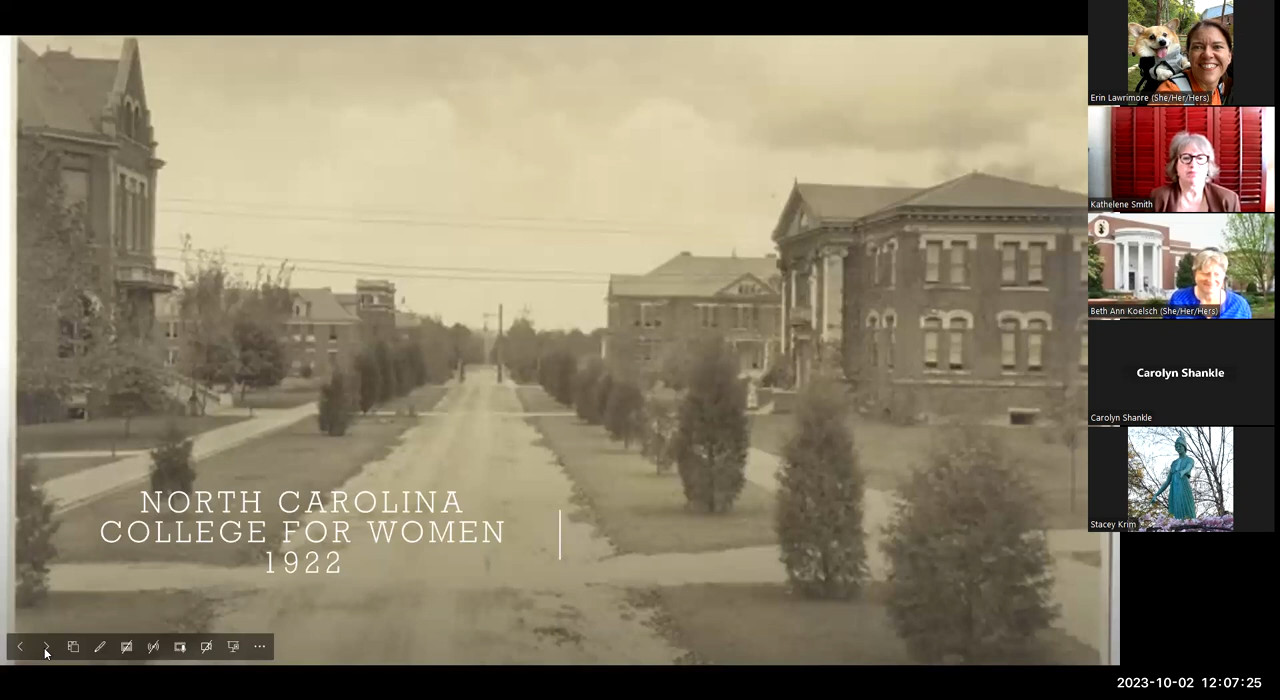 NORTH CAROLINA
COLLEGE FOR WOMEN
1922
Erin Lawrimore (She/Her/Hers)
Kathelene Smith
Beth Ann Koelsch (She/Her/Hers)
Carolyn Shankle
Carolyn Shankle
Stacey Krim
2023-10-02 12:07:25